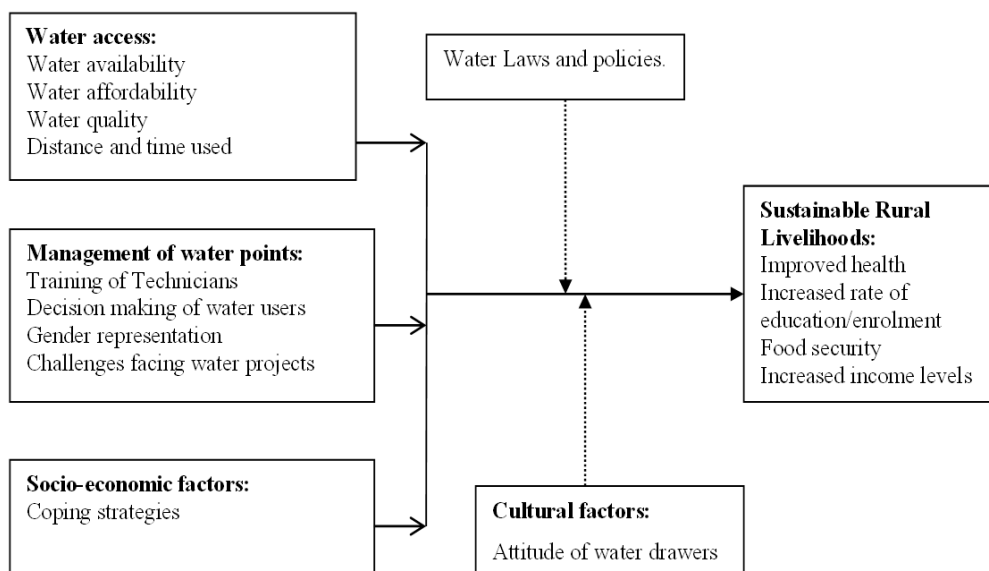 Water access:
Water availability
Water affordability
Water quality
Distance and time used
Water Laws and policies.
Management of water points:
Training of Technicians
Decision making of water users
Gender representation
Challenges facing water projects
Sustainable Rural
Livelihoods:
Improved health
Increased rate of
education/enrolment
Food security
Increased income levels
Socio-economic factors:
Coping strategies
Cultural factors:
Attitude of water drawers